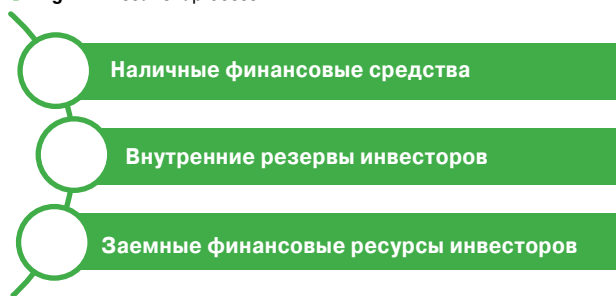 Наличные финансовые средства
Внутренние резервы инвесторов
Заемные финансовые ресурсы инвесторов